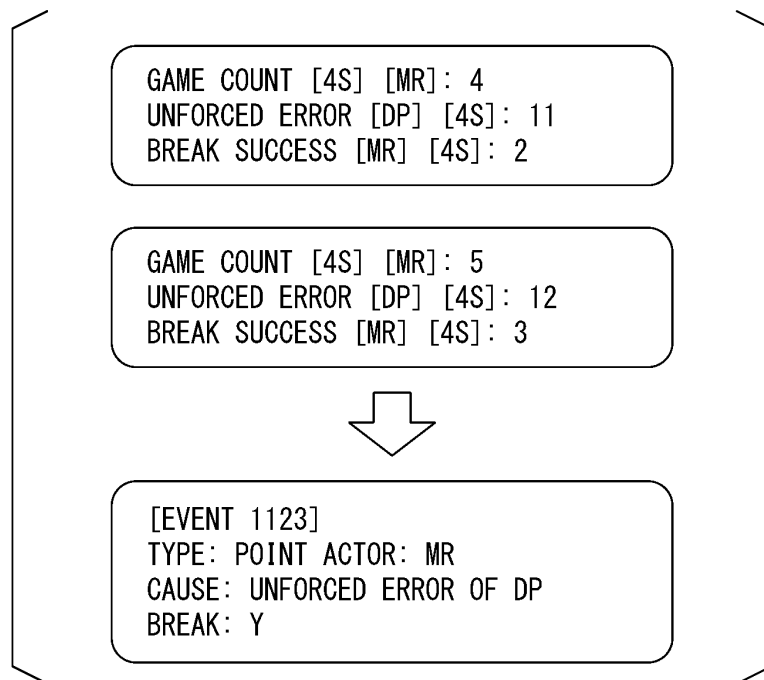 GAME COUNT [4S] [MR]: 4
UNFORCED ERROR [DP] [4S]: 11
BREAK SUCCESS [MR] [4S]: 2
GAME COUNT [4S] [MR]: 5
UNFORCED ERROR [DP] [4S]: 12
BREAK SUCCESS [MR] [4S]: 3
[EVENT 1123]
TYPE: POINT ACTOR: MR
CAUSE: UNFORCED ERROR OF DP
BREAK: Y